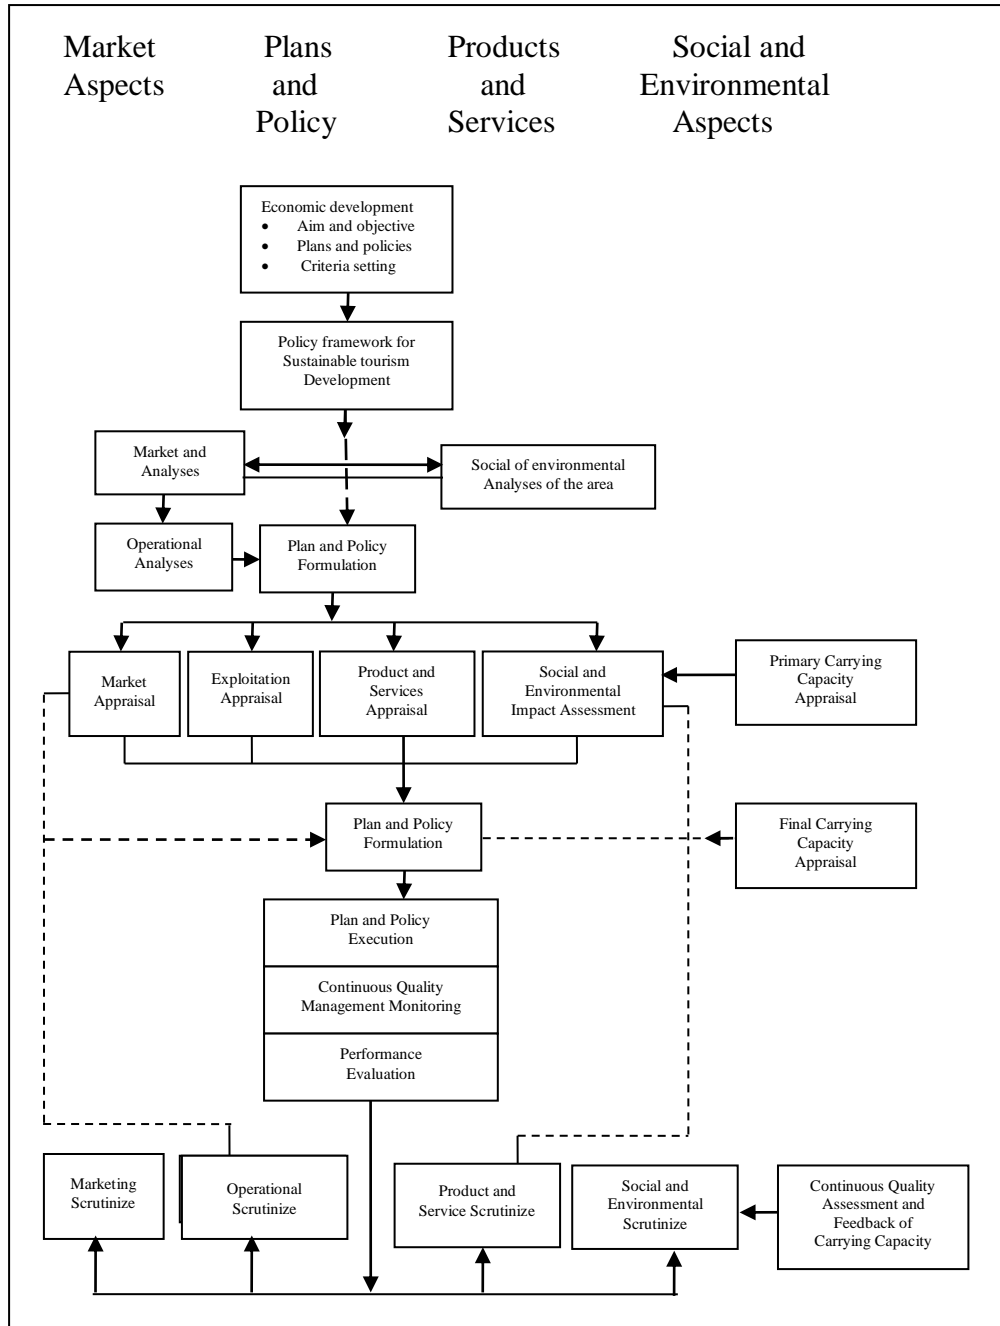 Market
Aspects
Plans
and
Policy
Products
and
Services
Social and
Environmental
Aspects
Economic development
• Aim and objective
• Plans and policies
• Criteria setting
Policy framework for
Sustainable tourism
Development
Market and
Analyses
Social of environmental
Analyses of the area
Operational
Analyses
Plan and Policy
Formulation
Market
Appraisal
Exploitation
Appraisal
Product and
Services
Appraisal
Social and
Environmental
Impact Assessment
Primary Carrying
Capacity
Appraisal
Plan and Policy
Formulation
Final Carrying
Capacity
Appraisal
Plan and Policy
Execution
Continuous Quality
Management Monitoring
Performance
Evaluation
Marketing
Scrutinize
Operational
Scrutinize
Product and
Service Scrutinize
Social and
Environmental
Scrutinize
Continuous Quality
Assessment and
Feedback of
Carrying Capacity